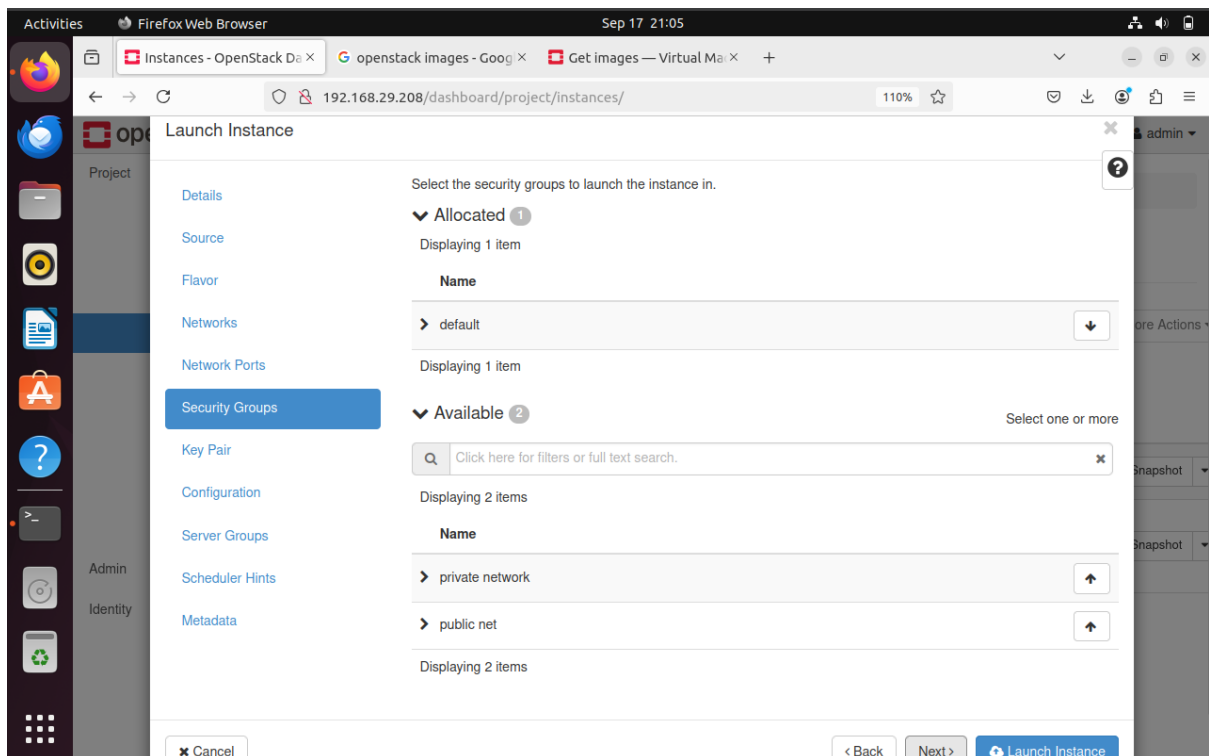 Activities
Firefox Web Browser
Sep 17 21:05
Instances - OpenStack Da
openstack images - Goog
Get images — Virtual Mac
192.168.29.208/dashboard/project/instances/
110%
ope
admin
Launch Instance
Project
Details
Source
Flavor
Networks
Network Ports
Security Groups
Key Pair
Configuration
Server Groups
Scheduler Hints
Metadata
Admin
Identity
Select the security groups to launch the instance in.
Allocated 1
Displaying 1 item
Name
default
Displaying 1 item
Available 2
Select one or more
Click here for filters or full text search.
Displaying 2 items
Name
private network
public net
Displaying 2 items
ore Actions
Snapshot
Snapshot
Cancel
< Back
Next >
Launch Instance